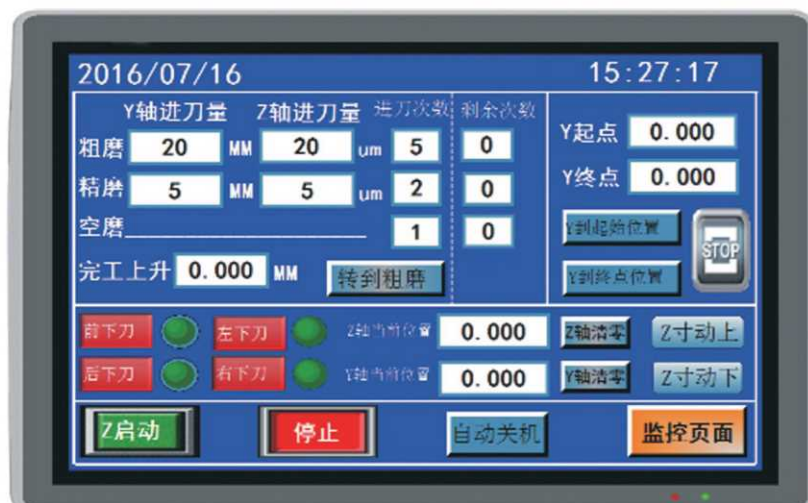 2016/07/16 15:27:17
Y轴进刀量 Z轴进刀量 进刀次数 剩余次数
粗磨 20 MM 20 um 5 0
Y起点 0.000
精磨 5 MM 5 um 2 0
Y终点 0.000
空磨 1 0
Y到起始位置
STOP
完工上升 0.000 MM 转到粗磨
Y到终点位置
前下刀 左下刀 Z轴当前位置 0.000 Z轴清零 Z寸动上
后下刀 右下刀 Y轴当前位置 0.000 Y轴清零 Z寸动下
Z启动 停止 自动关机 监控页面